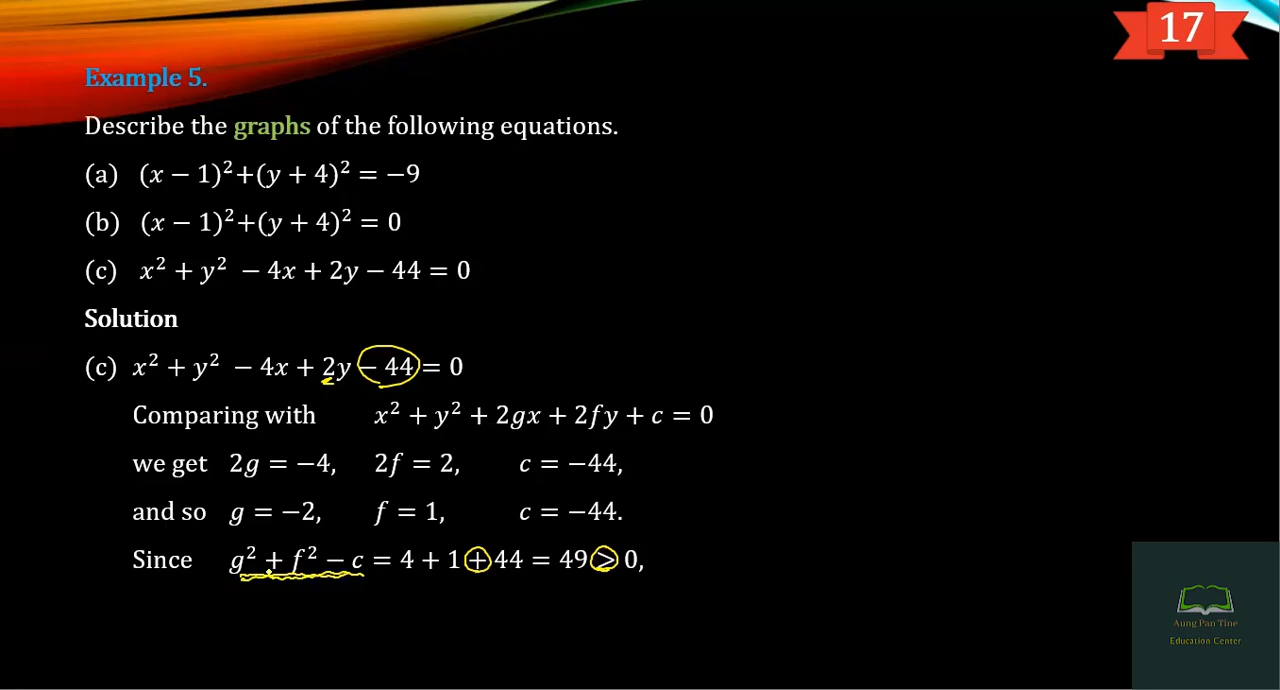 17
Example 5.
Describe the graphs of the following equations.
(a) (x − 1)²+(y + 4)² = −9
(b) (x − 1)²+(y + 4)² = 0
(c) x² + y² − 4x + 2y − 44 = 0
Solution
(c) x² + y² − 4x + 2y − 44 = 0
Comparing with x² + y² + 2gx + 2fy + c = 0
we get 2g = −4, 2f = 2, c = −44,
and so g = −2, f = 1, c = −44.
Since g² + f² − c = 4 + 1 + 44 = 49 > 0,
Aung Pan Tine
Education Center